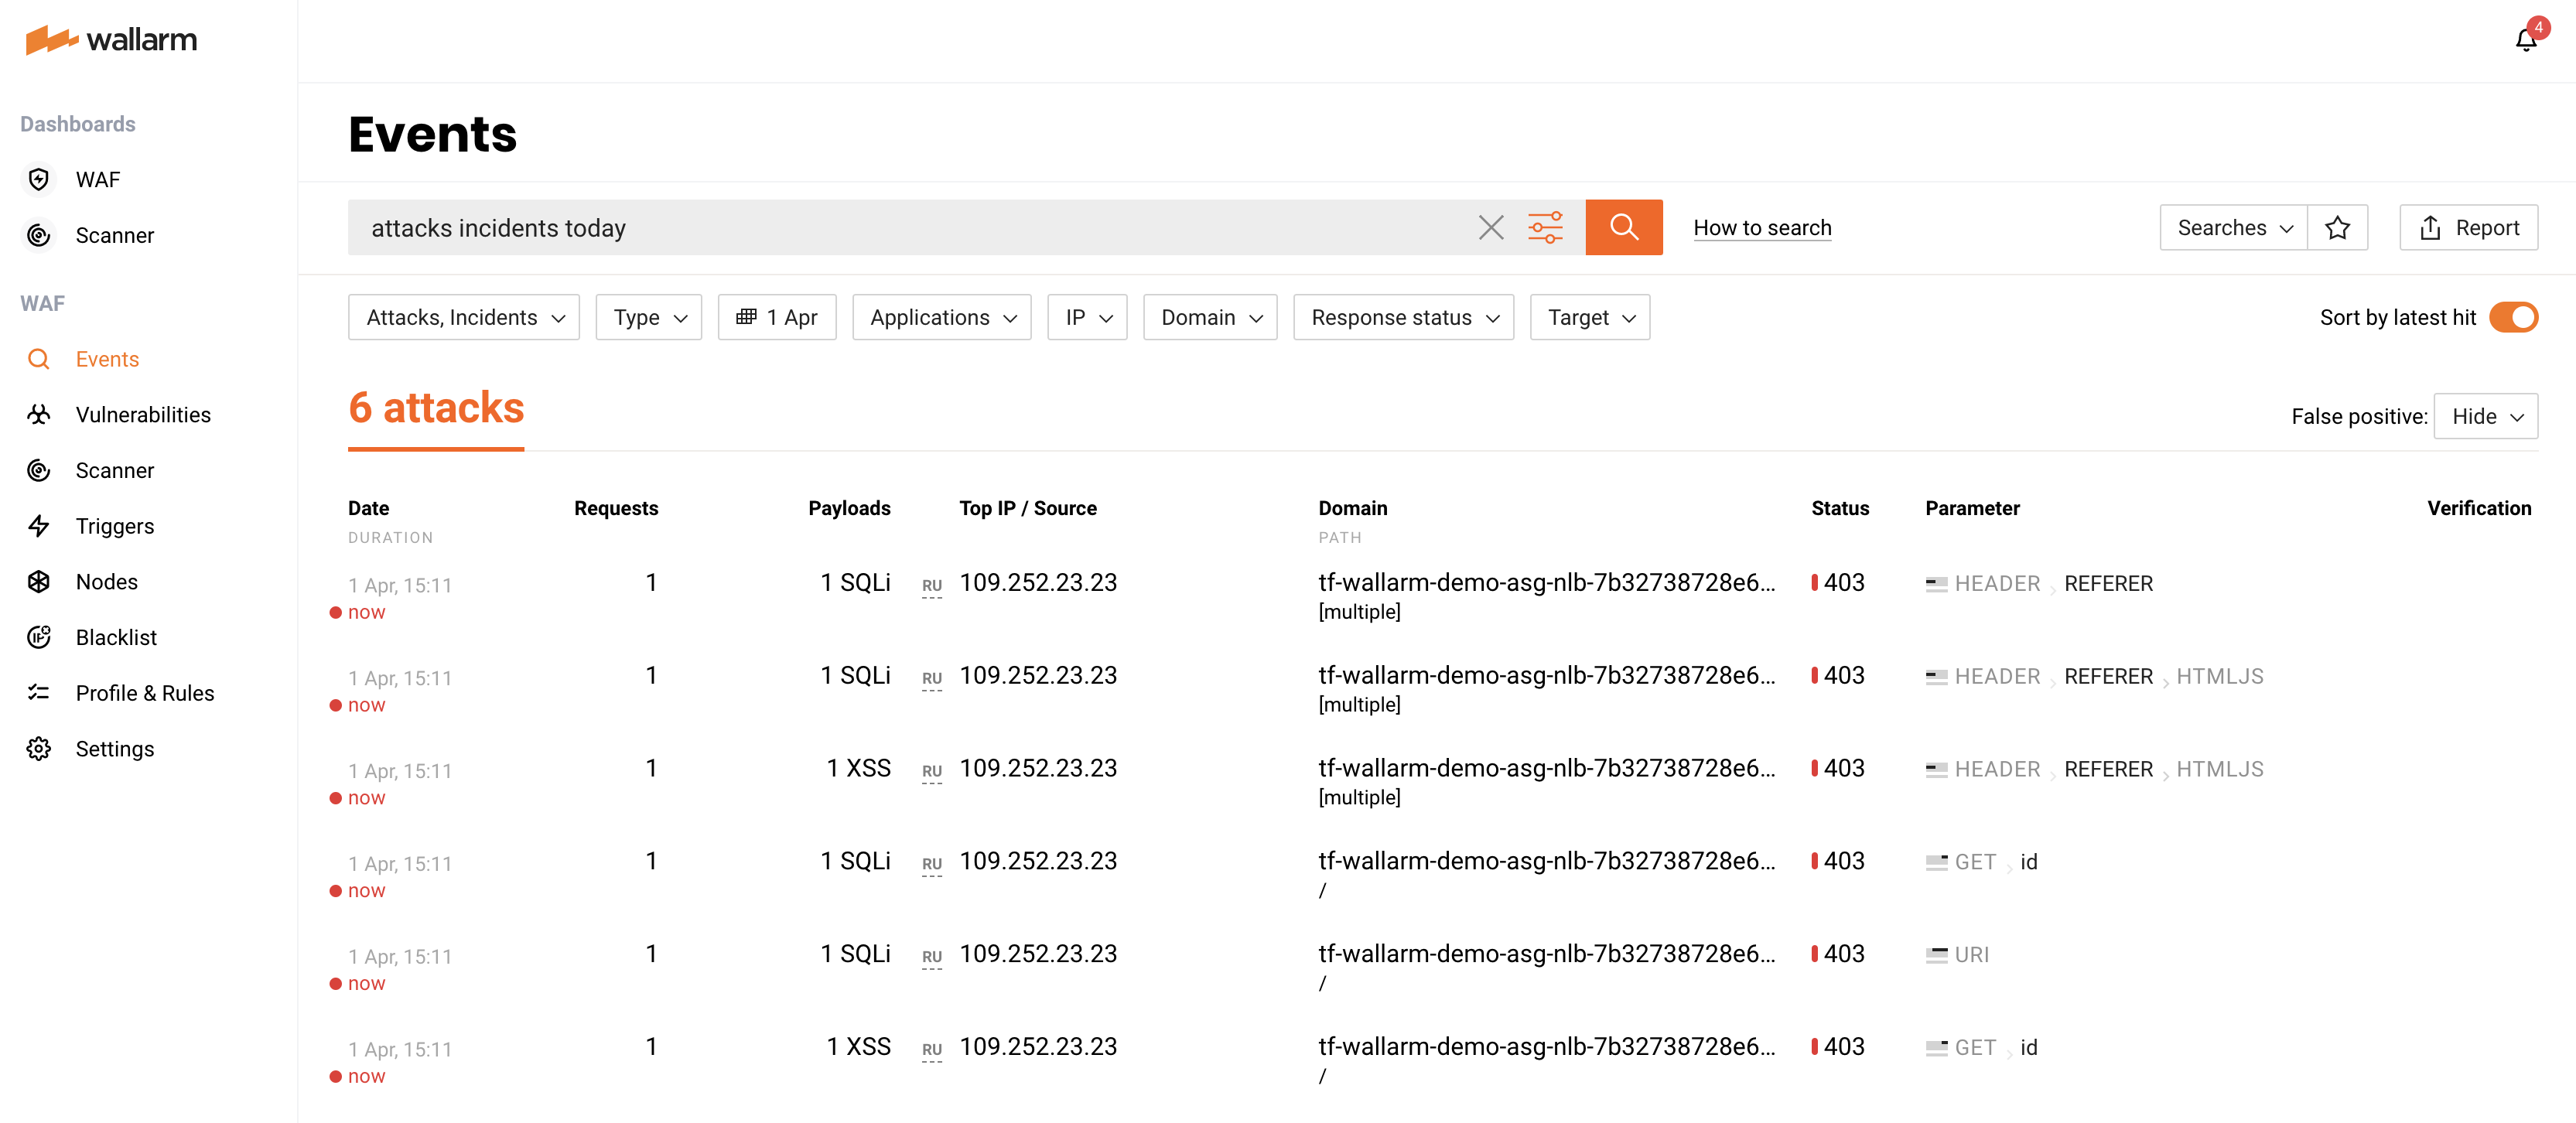 wallarm
4
Dashboards
WAF
Scanner
WAF
Events
Vulnerabilities
Scanner
Triggers
Nodes
Blacklist
Profile & Rules
Settings
Events
attacks incidents today
How to search
Searches
Report
Attacks, Incidents
Type
1 Apr
Applications
IP
Domain
Response status
Target
Sort by latest hit
6 attacks
False positive: Hide
Date Requests Payloads Top IP / Source Domain Status Parameter Verification
DURATION PATH
1 Apr, 15:11 1 1 SQLi RU 109.252.23.23 tf-wallarm-demo-asg-nlb-7b32738728e6... 403 HEADER REFERER
now [multiple]
1 Apr, 15:11 1 1 SQLi RU 109.252.23.23 tf-wallarm-demo-asg-nlb-7b32738728e6... 403 HEADER REFERER HTMLJS
now [multiple]
1 Apr, 15:11 1 1 XSS RU 109.252.23.23 tf-wallarm-demo-asg-nlb-7b32738728e6... 403 HEADER REFERER HTMLJS
now [multiple]
1 Apr, 15:11 1 1 SQLi RU 109.252.23.23 tf-wallarm-demo-asg-nlb-7b32738728e6... 403 GET id
now /
1 Apr, 15:11 1 1 SQLi RU 109.252.23.23 tf-wallarm-demo-asg-nlb-7b32738728e6... 403 URI
now /
1 Apr, 15:11 1 1 XSS RU 109.252.23.23 tf-wallarm-demo-asg-nlb-7b32738728e6... 403 GET id
now /